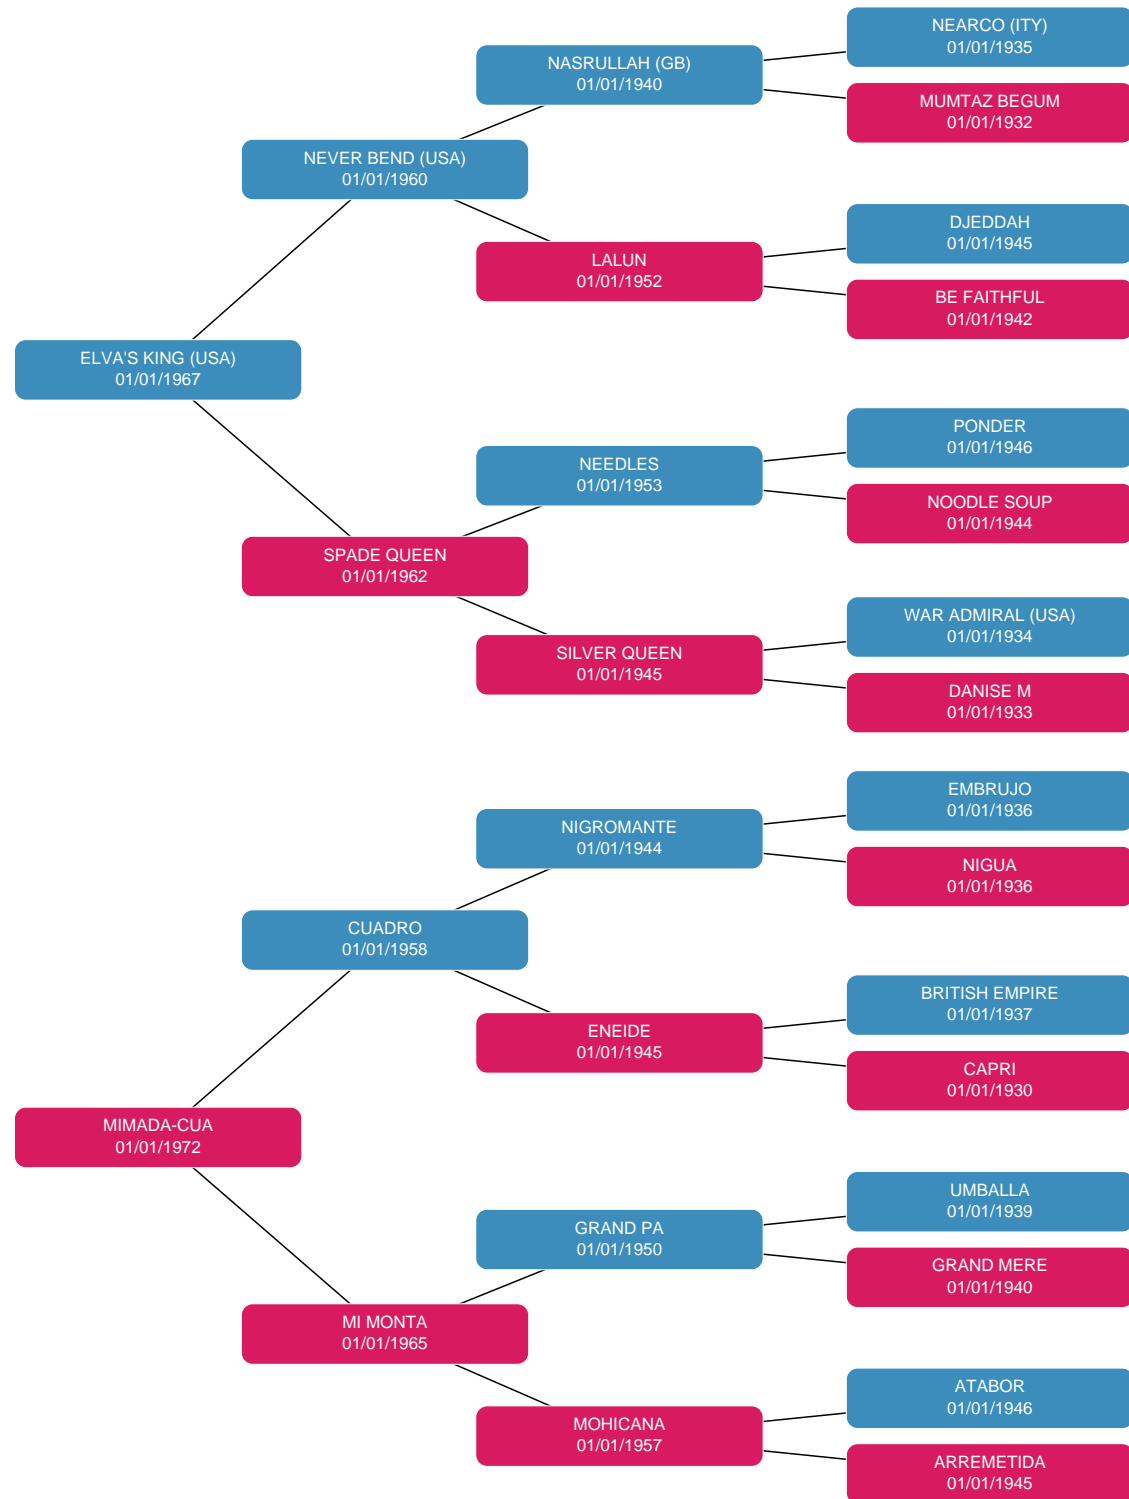 NEARCO (ITY)
01/01/1935
NASRULLAH (GB)
01/01/1940
MUMTAZ BEGUM
01/01/1932
NEVER BEND (USA)
01/01/1960
DJEDDAH
01/01/1945
LALUN
01/01/1952
BE FAITHFUL
01/01/1942
ELVA'S KING (USA)
01/01/1967
PONDER
01/01/1946
NEEDLES
01/01/1953
NOODLE SOUP
01/01/1944
SPADE QUEEN
01/01/1962
WAR ADMIRAL (USA)
01/01/1934
SILVER QUEEN
01/01/1945
DANISE M
01/01/1933
EMBRUJO
01/01/1936
NIGROMANTE
01/01/1944
NIGUA
01/01/1936
CUADRO
01/01/1958
BRITISH EMPIRE
01/01/1937
ENEIDE
01/01/1945
CAPRI
01/01/1930
MIMADA-CUA
01/01/1972
UMBALLA
01/01/1939
GRAND PA
01/01/1950
GRAND MERE
01/01/1940
MI MONTA
01/01/1965
ATABOR
01/01/1946
MOHICANA
01/01/1957
ARREMETIDA
01/01/1945